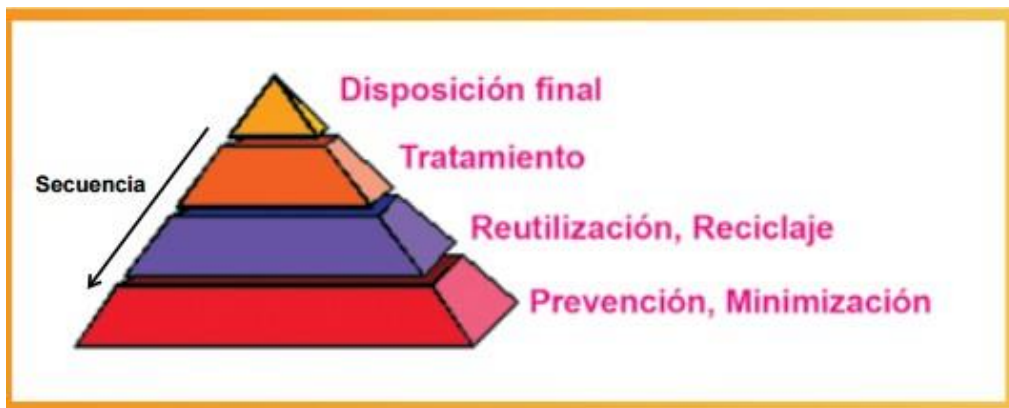 Disposición final
Tratamiento
Secuencia
Reutilización, Reciclaje
Prevención, Minimización